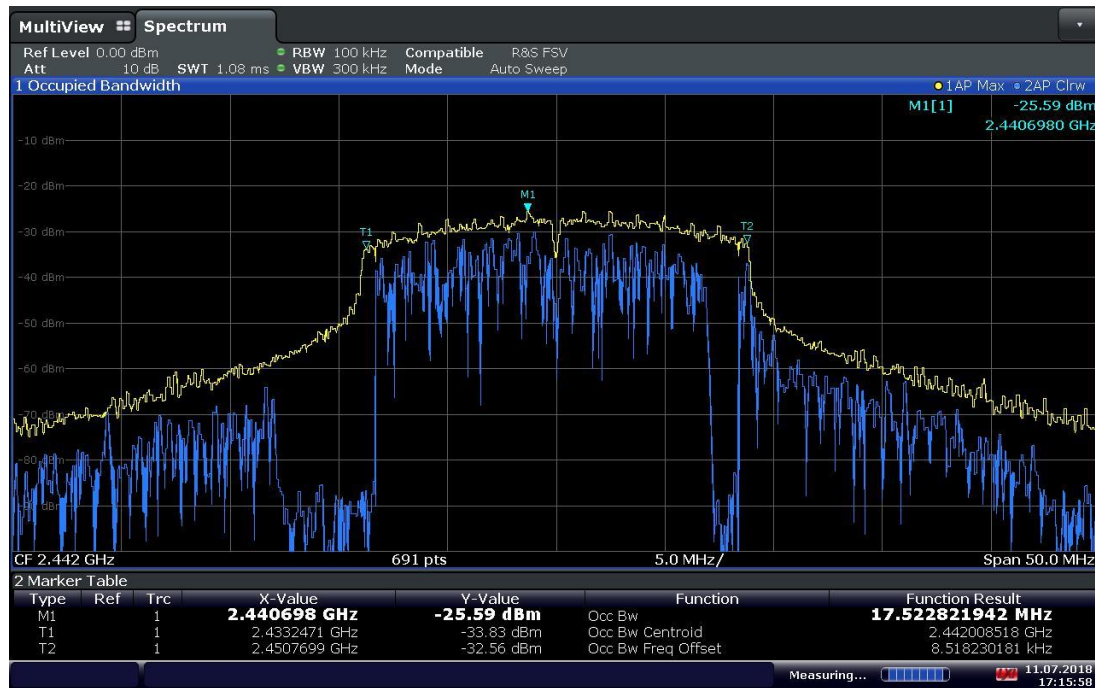 MultiView Spectrum
Ref Level 0.00 dBm RBW 100 kHz Compatible R&S FSV
Att 10 dB SWT 1.08 ms VBW 300 kHz Mode Auto Sweep
1 Occupied Bandwidth 1AP Max 2AP Clrw
M1[1] -25.59 dBm
2.4406980 GHz
-10 dBm
-20 dBm
M1
T1 T2
-30 dBm
-40 dBm
-50 dBm
-60 dBm
-70 dBm
-80 dBm
CF 2.442 GHz 691 pts 5.0 MHz/ Span 50.0 MHz
2 Marker Table
Type Ref Trc X-Value Y-Value Function Function Result
M1 1 2.440698 GHz -25.59 dBm Occ Bw 17.522821942 MHz
T1 1 2.4332471 GHz -33.83 dBm Occ Bw Centroid 2.442008518 GHz
T2 1 2.4507699 GHz -32.56 dBm Occ Bw Freq Offset 8.518230181 kHz
Measuring... 11.07.2018
17:15:58